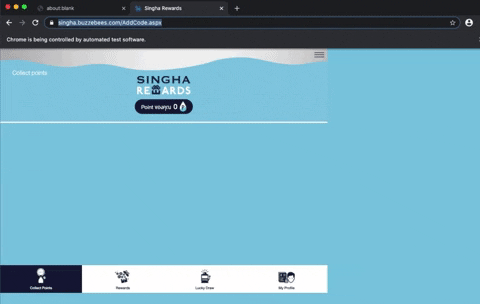 about:blank
Singha Rewards
singha.buzzebees.com/AddCode.aspx
Chrome is being controlled by automated test software.
Collect points
SINGHA
REWARDS
Point ของคุณ 0
Collect Points
Rewards
Lucky Draw
My Profile